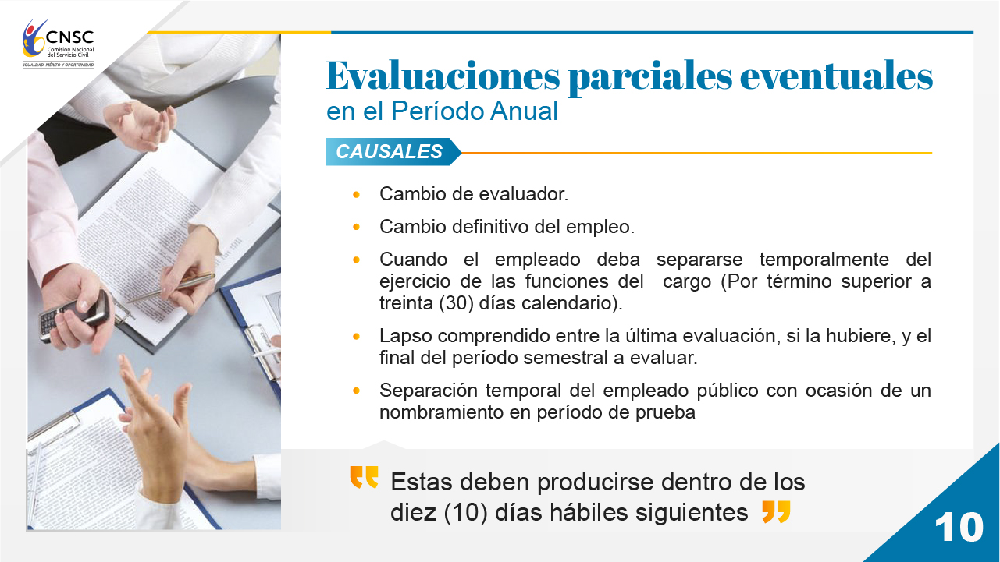 CNSC
Comisión Nacional
del Servicio Civil
IGUALDAD, MÉRITO Y OPORTUNIDAD
Evaluaciones parciales eventuales
en el Período Anual
CAUSALES
• Cambio de evaluador.
• Cambio definitivo del empleo.
• Cuando el empleado deba separarse temporalmente del
ejercicio de las funciones del cargo (Por término superior a
treinta (30) días calendario).
• Lapso comprendido entre la última evaluación, si la hubiere, y el
final del período semestral a evaluar.
• Separación temporal del empleado público con ocasión de un
nombramiento en período de prueba
"Estas deben producirse dentro de los
diez (10) días hábiles siguientes"
10